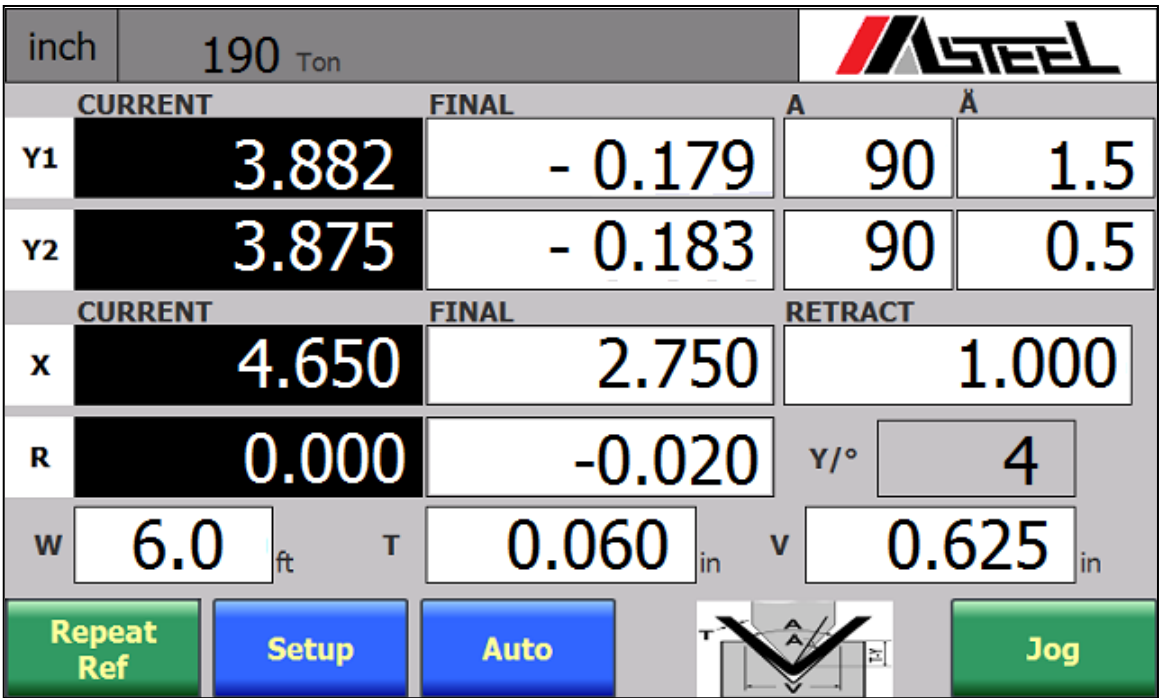 inch 190 Ton MSTEEL
CURRENT FINAL A Ä
Y1 3.882 - 0.179 90 1.5
Y2 3.875 - 0.183 90 0.5
CURRENT FINAL RETRACT
X 4.650 2.750 1.000
R 0.000 -0.020 Y/° 4
W 6.0 ft T 0.060 in V 0.625 in
Repeat
Ref
Setup Auto Jog
T A
A
T-Y
V